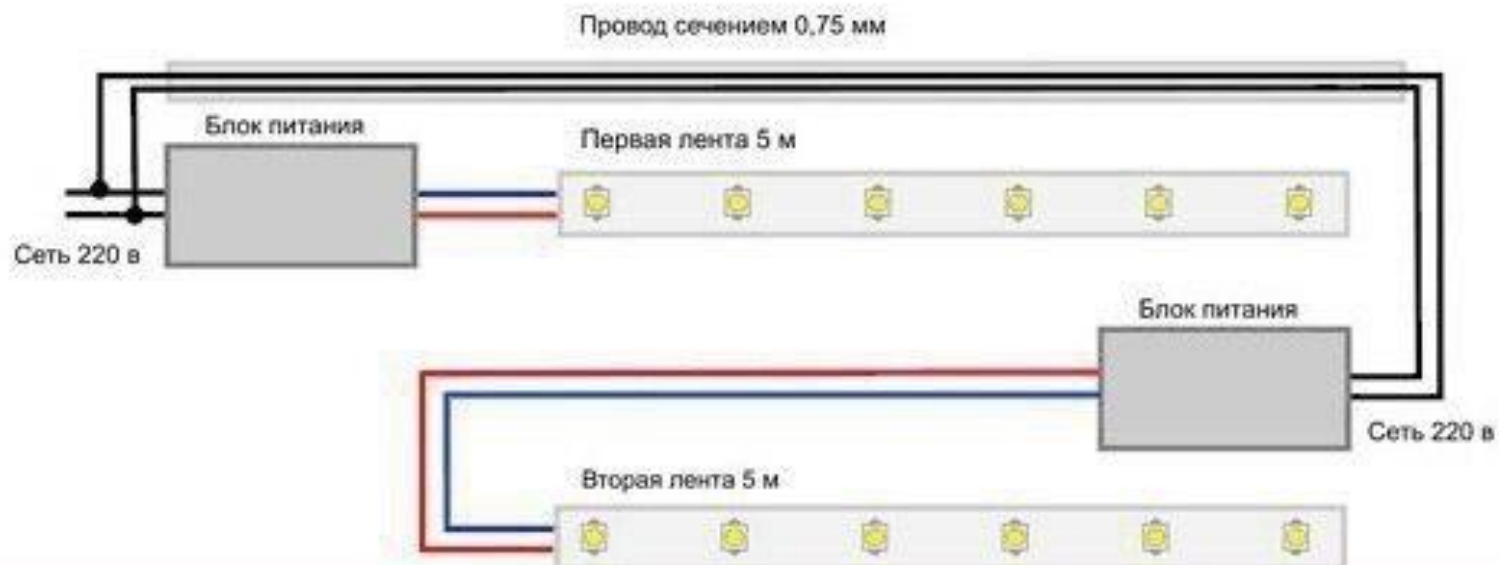 Провод сечением 0,75 мм
Блок питания
Первая лента 5 м
Сеть 220 в
Блок питания
Сеть 220 в
Вторая лента 5 м